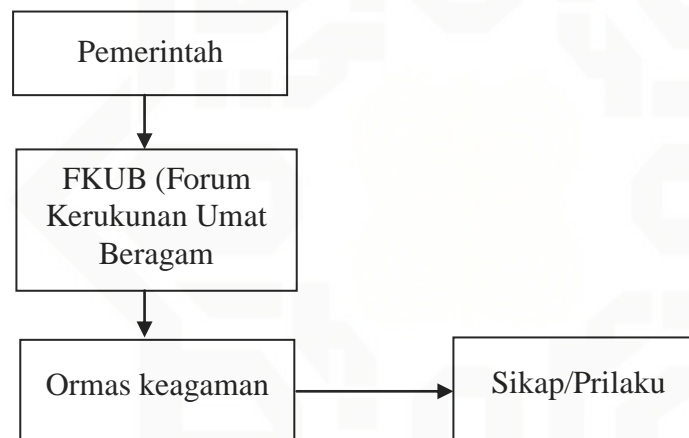 Pemerintah
FKUB (Forum
Kerukunan Umat
Beragam
Ormas keagaman
Sikap/Prilaku